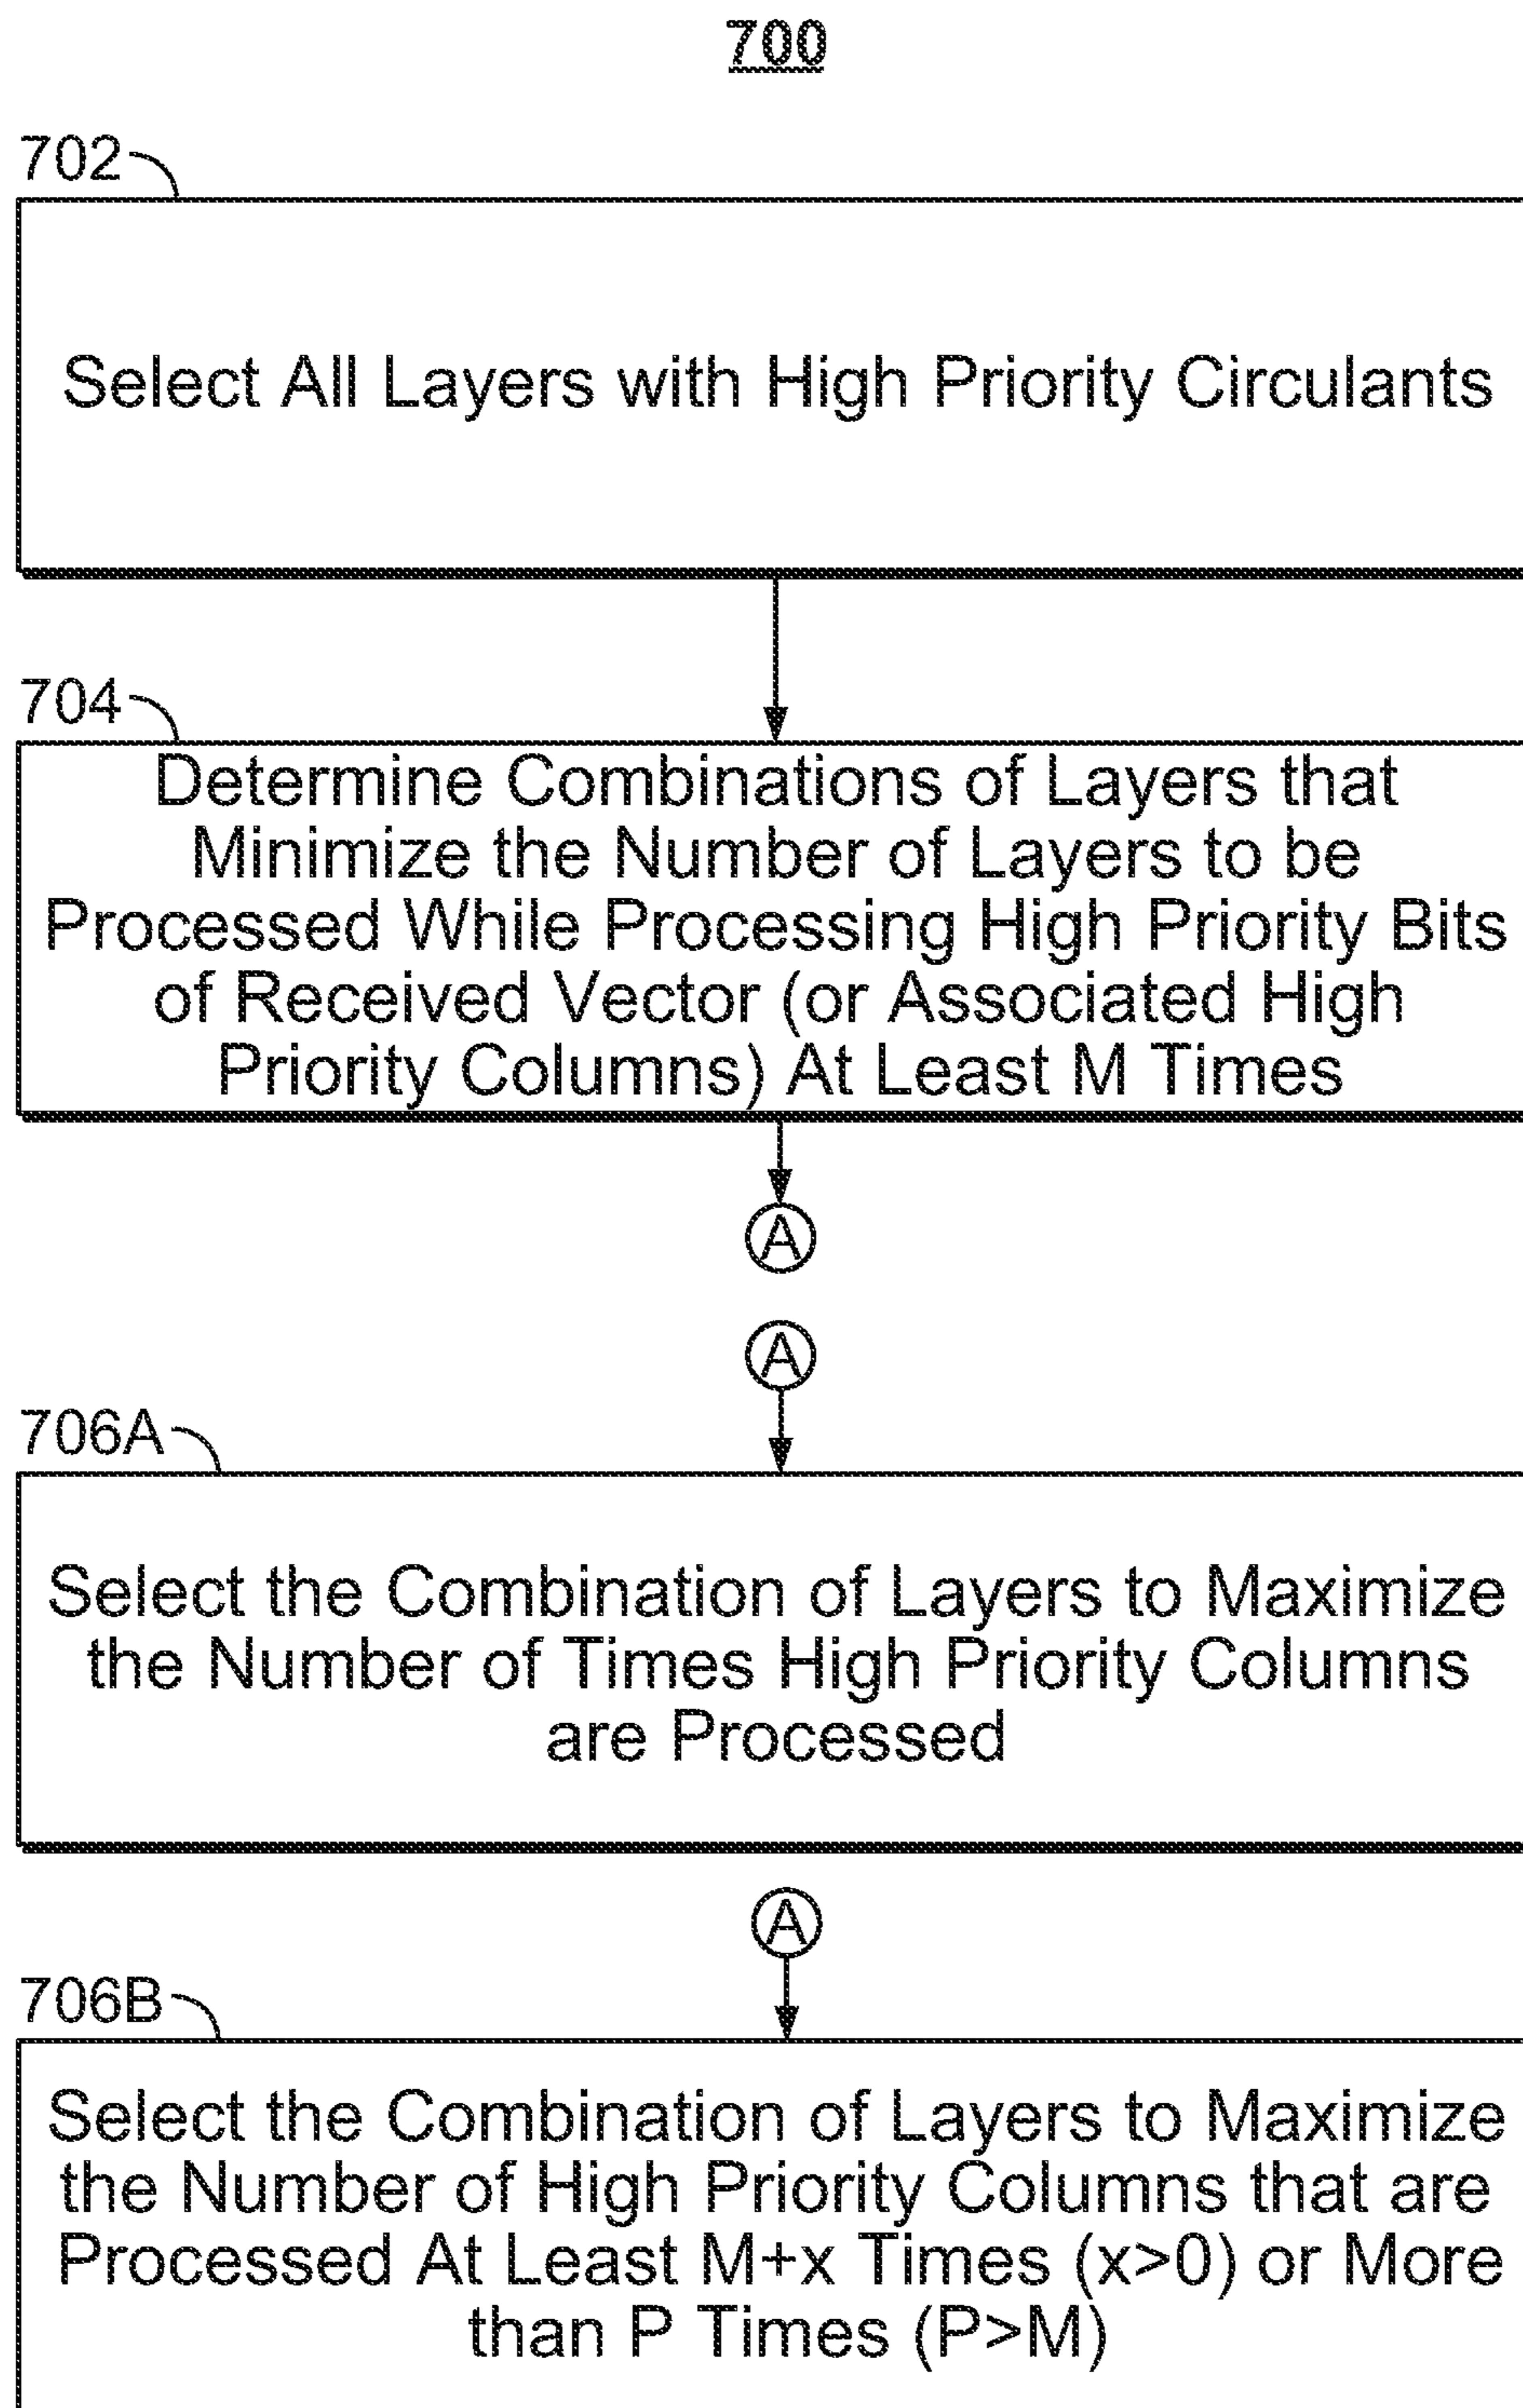 700
702
Select All Layers with High Priority Circulants
704
Determine Combinations of Layers that
Minimize the Number of Layers to be
Processed While Processing High Priority Bits
of Received Vector (or Associated High
Priority Columns) At Least M Times
A
A
706A
Select the Combination of Layers to Maximize
the Number of Times High Priority Columns
are Processed
A
706B
Select the Combination of Layers to Maximize
the Number of High Priority Columns that are
Processed At Least M+x Times (x>0) or More
than P Times (P>M)